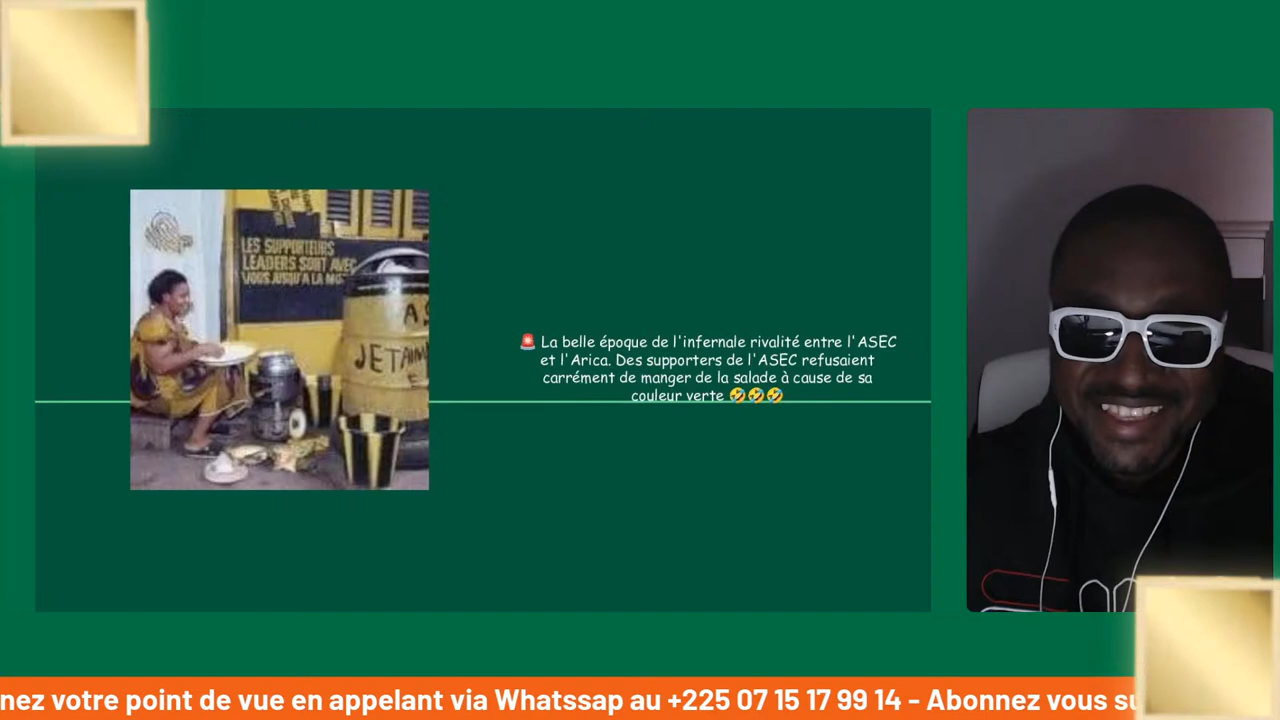 LES SUPPORTEURS
LEADERS SONT AVEC
VOUS JUSQU'A LA
JE T'AIME
🚨 La belle époque de l'infernale rivalité entre l'ASEC
et l'Arica. Des supporters de l'ASEC refusaient
carrément de manger de la salade à cause de sa
couleur verte 🤣🤣🤣
nez votre point de vue en appelant via Whatssap au +225 07 15 17 99 14 - Abonnez vous su